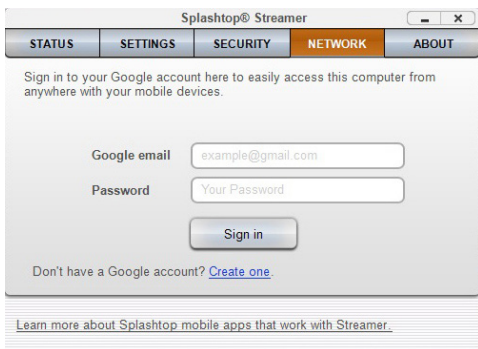 Splashtop® Streamer
STATUS SETTINGS SECURITY NETWORK ABOUT
Sign in to your Google account here to easily access this computer from
anywhere with your mobile devices.
Google email example@gmail.com
Password Your Password
Sign in
Don't have a Google account? Create one.
Learn more about Splashtop mobile apps that work with Streamer.